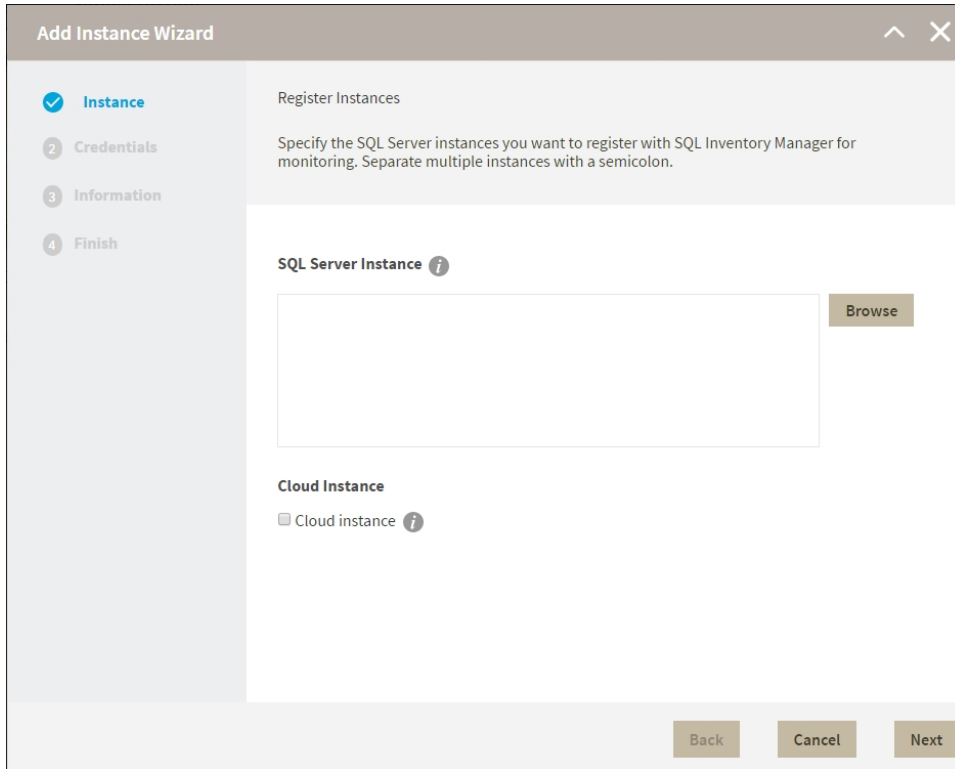 Add Instance Wizard
Instance
2 Credentials
3 Information
4 Finish
Register Instances
Specify the SQL Server instances you want to register with SQL Inventory Manager for
monitoring. Separate multiple instances with a semicolon.
SQL Server Instance i
Browse
Cloud Instance
Cloud instance i
Back
Cancel
Next